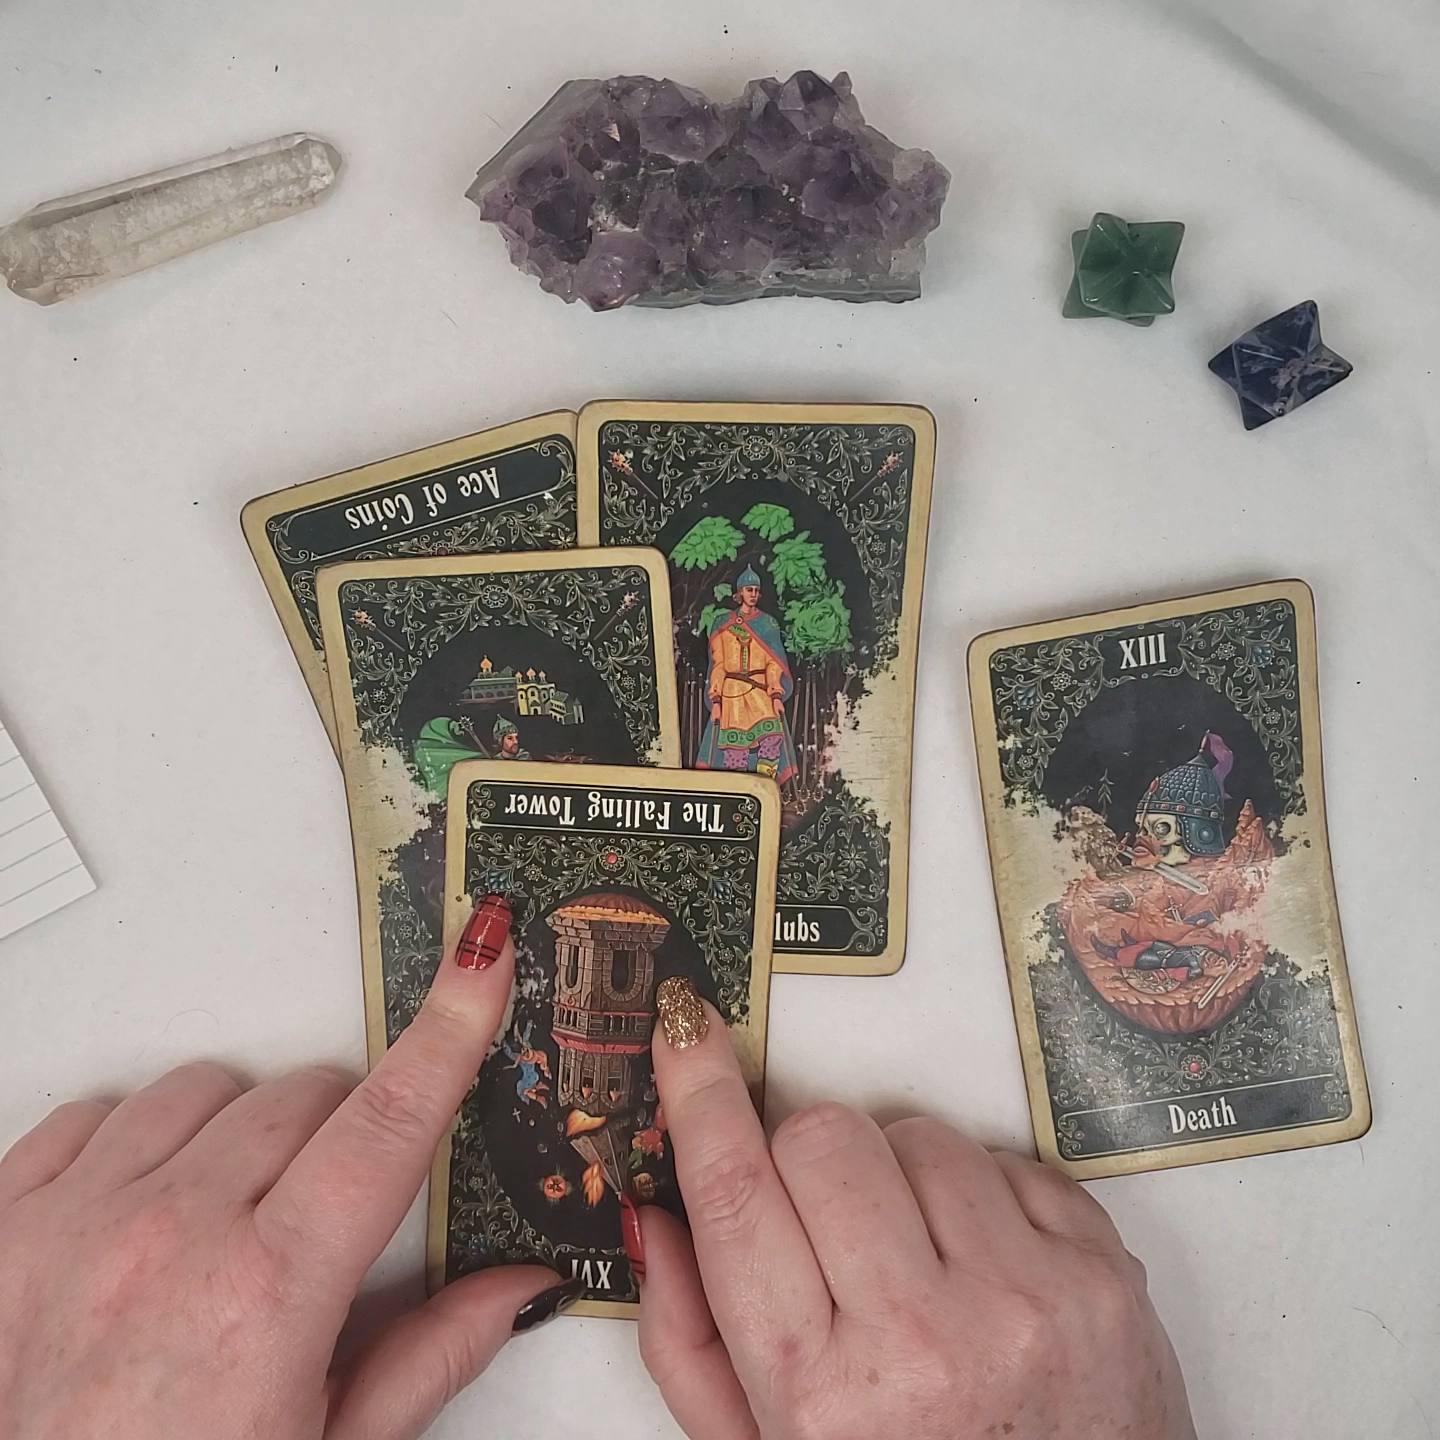 Ace of Coins
The Falling Tower
XVI
lubs
XIII
Death